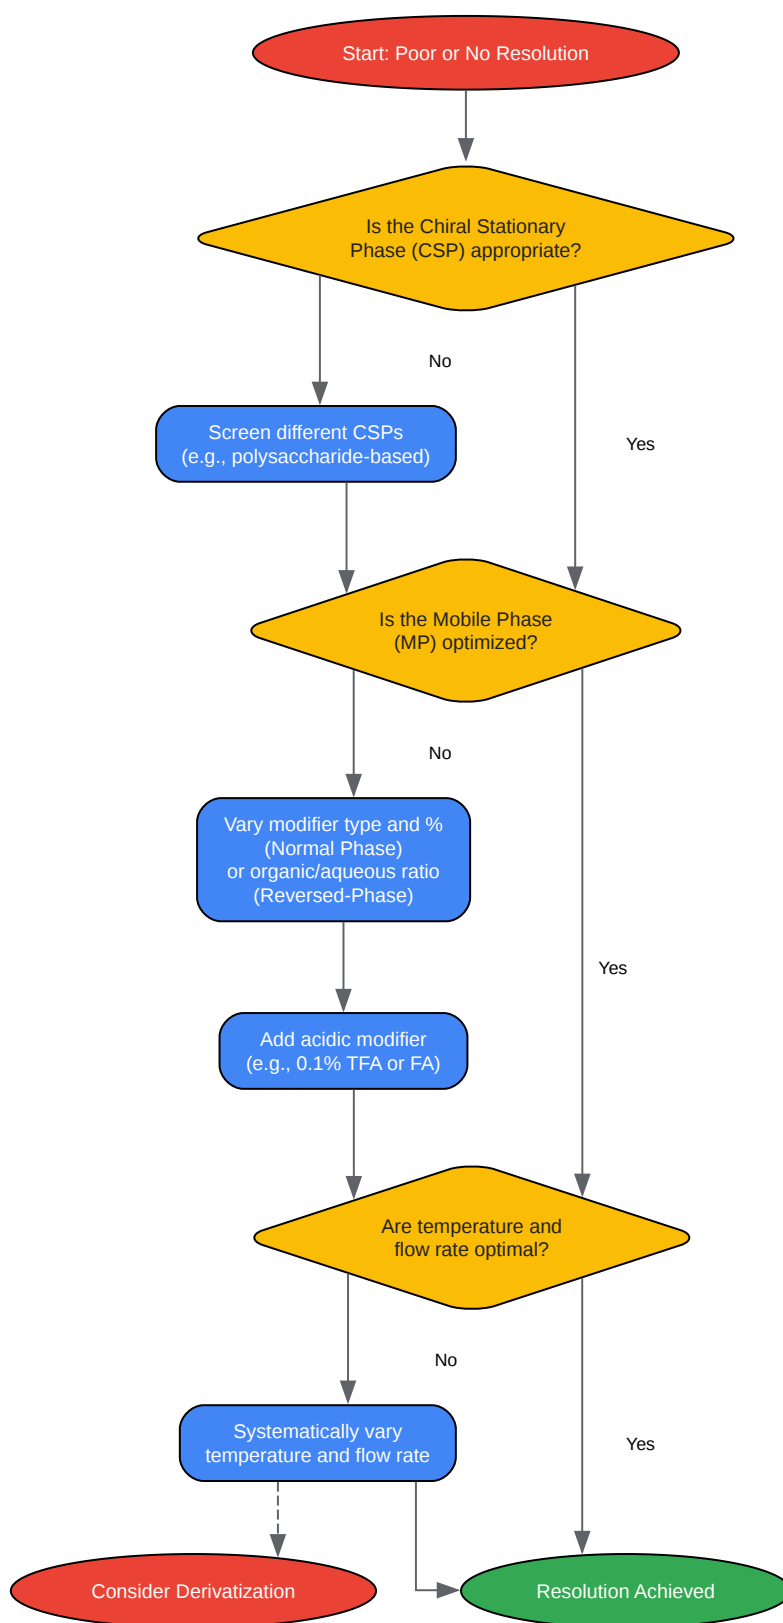 Start: Poor or No Resolution
Is the Chiral Stationary
Phase (CSP) appropriate?
No
Screen different CSPs
(e.g., polysaccharide-based)
Yes
Is the Mobile Phase
(MP) optimized?
No
Vary modifier type and %
(Normal Phase)
or organic/aqueous ratio
(Reversed-Phase)
Yes
Add acidic modifier
(e.g., 0.1% TFA or FA)
Are temperature and
flow rate optimal?
No
Systematically vary
temperature and flow rate
Yes
Consider Derivatization
Resolution Achieved